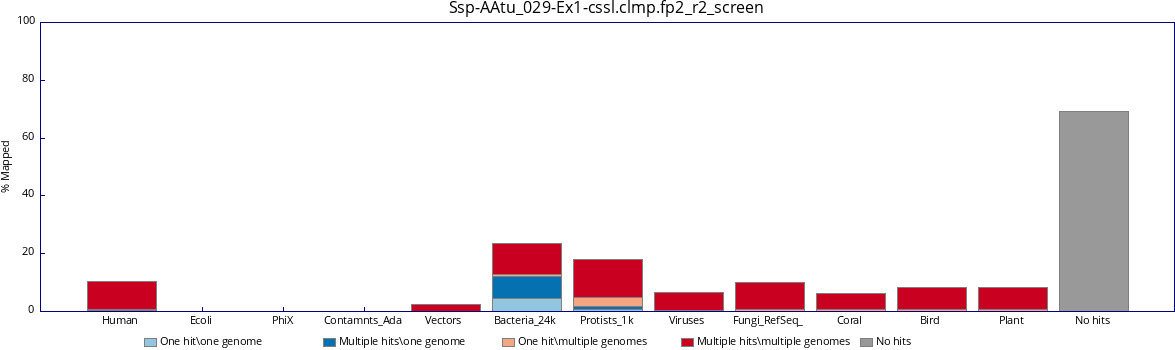 Ssp-AAtu_029-Ex1-cssl.clmp.fp2_r2_screen
100
80
60
40
20
0
% Mapped
Human Ecoli PhiX Contamnts_Ada Vectors Bacteria_24k Protists_1k Viruses Fungi_RefSeq_ Coral Bird Plant No hits
One hit\one genome Multiple hits\one genome One hit\multiple genomes Multiple hits\multiple genomes No hits